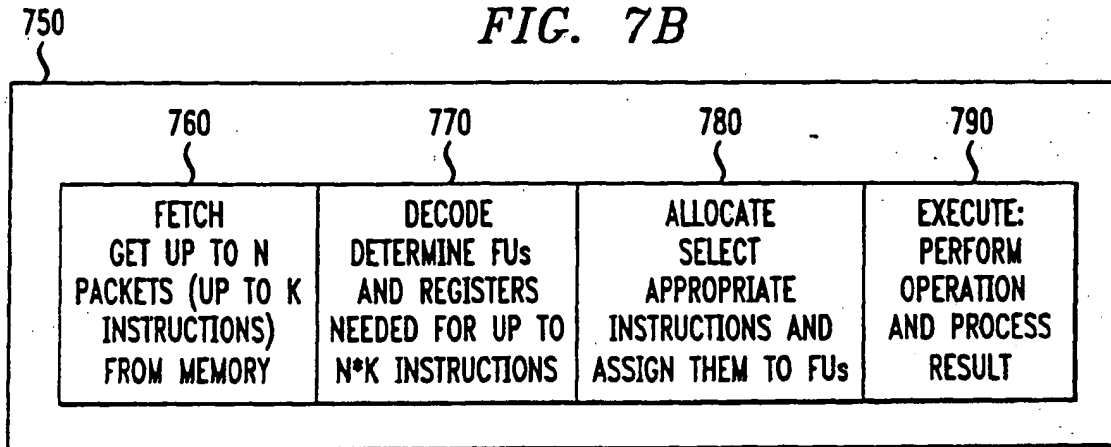 FIG. 7B
750
760
FETCH
GET UP TO N
PACKETS (UP TO K
INSTRUCTIONS)
FROM MEMORY
770
DECODE
DETERMINE FUs
AND REGISTERS
NEEDED FOR UP TO
N*K INSTRUCTIONS
780
ALLOCATE
SELECT
APPROPRIATE
INSTRUCTIONS AND
ASSIGN THEM TO FUs
790
EXECUTE:
PERFORM
OPERATION
AND PROCESS
RESULT